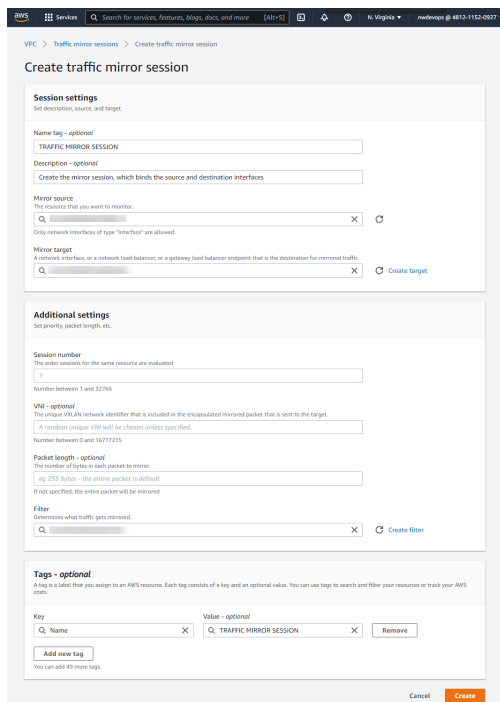 aws Services Search for services, features, blogs, docs, and more [Alt+S] N. Virginia ▼ nwdevops @ 4812-1152-0927
VPC > Traffic mirror sessions > Create traffic mirror session
Create traffic mirror session
Session settings
Set description, source, and target.
Name tag - optional
TRAFFIC MIRROR SESSION
Description - optional
Create the mirror session, which binds the source and destination interfaces
Mirror source
The resource that you want to monitor.
Only network interfaces of type "interface" are allowed.
Mirror target
A network interface, or a network load balancer, or a gateway load balancer endpoint that is the destination for mirrored traffic.
Create target
Additional settings
Set priority, packet length, etc.
Session number
The order sessions for the same resource are evaluated
1
Number between 1 and 32766
VNI - optional
The unique VXLAN network identifier that is included in the encapsulated mirrored packet that is sent to the target.
A random unique VNI will be chosen unless specified.
Number between 0 and 16777215
Packet length - optional
The number of bytes in each packet to mirror.
eg 255 bytes - the entire packet is default
If not specified, the entire packet will be mirrored
Filter
Determines what traffic gets mirrored.
Create filter
Tags - optional
A tag is a label that you assign to an AWS resource. Each tag consists of a key and an optional value. You can use tags to search and filter your resources or track your AWS
costs.
Key Value - optional
Name TRAFFIC MIRROR SESSION Remove
Add new tag
You can add 49 more tags.
Cancel Create